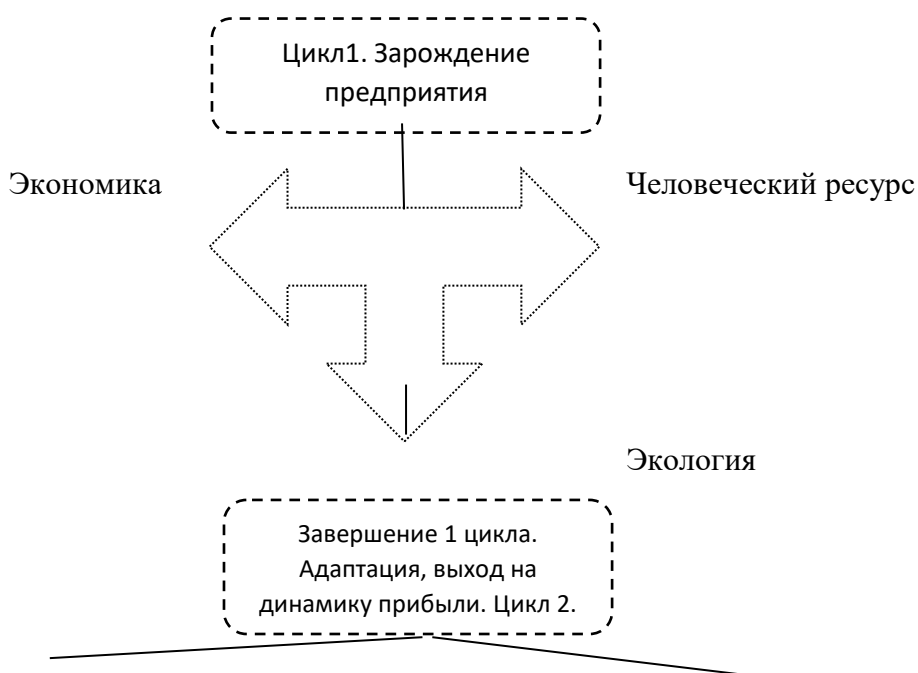 Цикл1. Зарождение
предприятия
Экономика
Человеческий ресурс
Экология
Завершение 1 цикла.
Адаптация, выход на
динамику прибыли. Цикл 2.